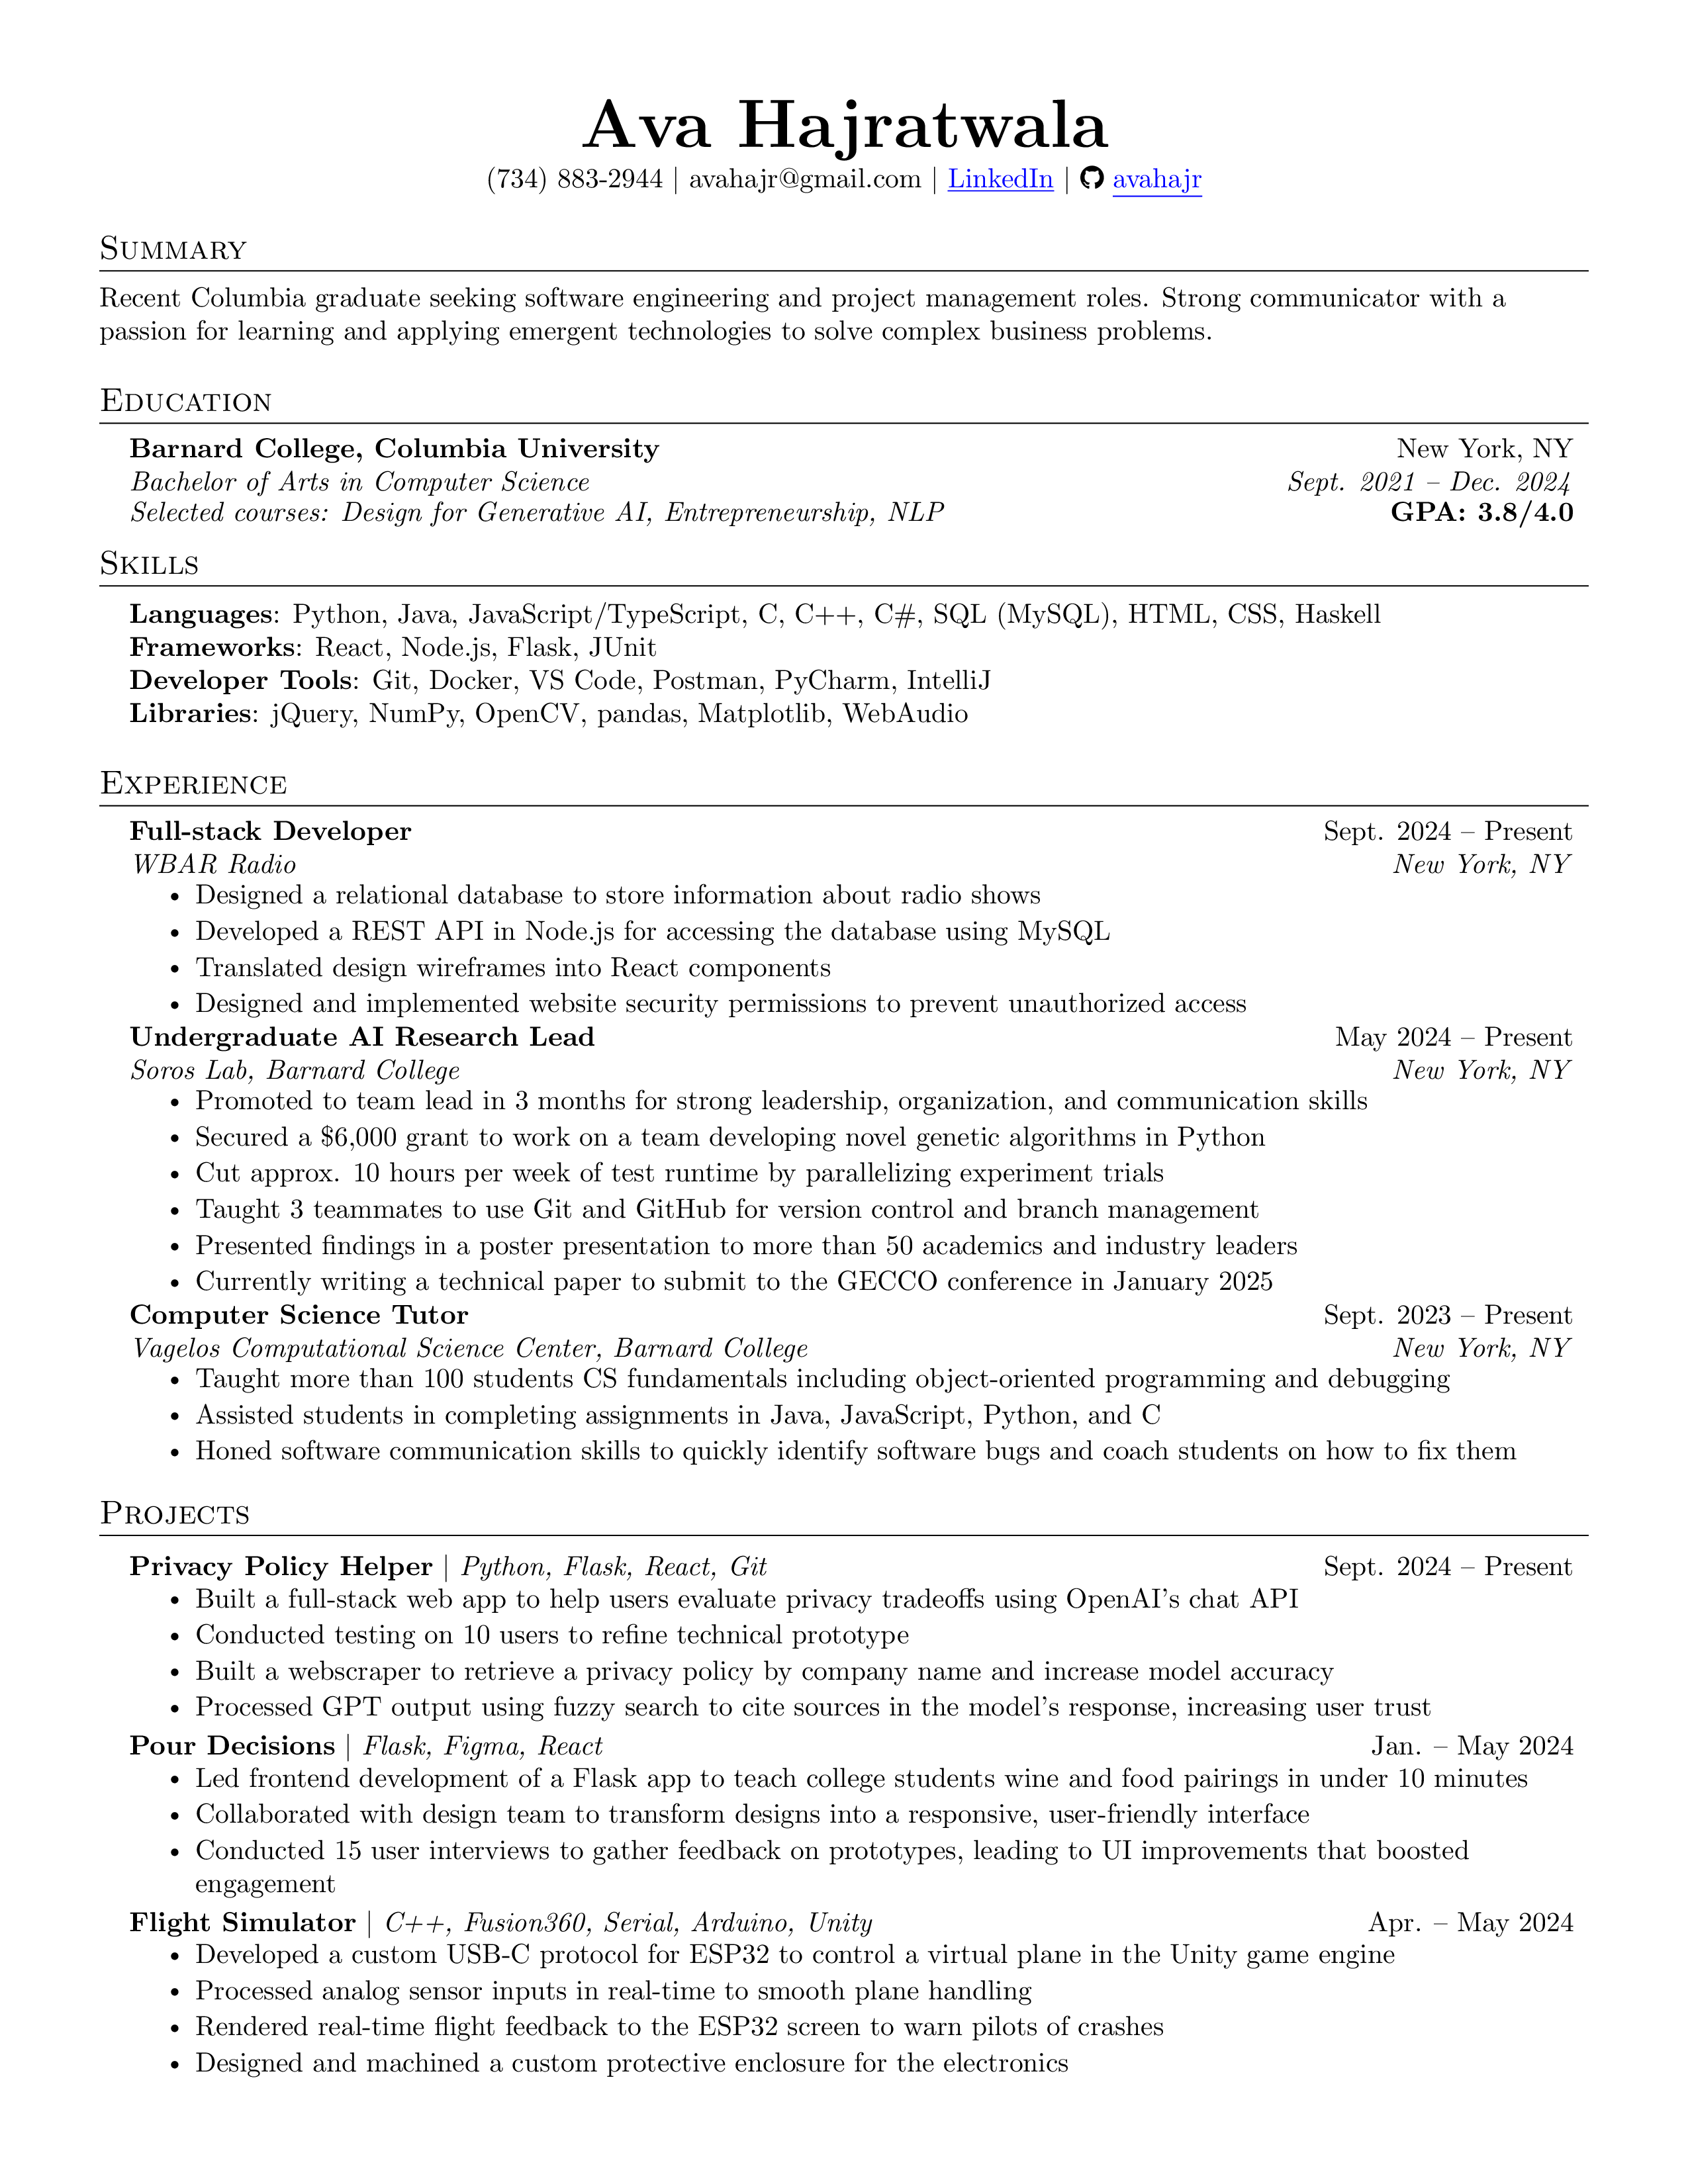 Ava Hajratwala
(734) 883-2944 | avahajr@gmail.com | LinkedIn | avahajr
Summary
Recent Columbia graduate seeking software engineering and project management roles. Strong communicator with a
passion for learning and applying emergent technologies to solve complex business problems.
Education
Barnard College, Columbia University New York, NY
Bachelor of Arts in Computer Science Sept. 2021 – Dec. 2024
Selected courses: Design for Generative AI, Entrepreneurship, NLP GPA: 3.8/4.0
Skills
Languages: Python, Java, JavaScript/TypeScript, C, C++, C#, SQL (MySQL), HTML, CSS, Haskell
Frameworks: React, Node.js, Flask, JUnit
Developer Tools: Git, Docker, VS Code, Postman, PyCharm, IntelliJ
Libraries: jQuery, NumPy, OpenCV, pandas, Matplotlib, WebAudio
Experience
Full-stack Developer Sept. 2024 – Present
WBAR Radio New York, NY
• Designed a relational database to store information about radio shows
• Developed a REST API in Node.js for accessing the database using MySQL
• Translated design wireframes into React components
• Designed and implemented website security permissions to prevent unauthorized access
Undergraduate AI Research Lead May 2024 – Present
Soros Lab, Barnard College New York, NY
• Promoted to team lead in 3 months for strong leadership, organization, and communication skills
• Secured a $6,000 grant to work on a team developing novel genetic algorithms in Python
• Cut approx. 10 hours per week of test runtime by parallelizing experiment trials
• Taught 3 teammates to use Git and GitHub for version control and branch management
• Presented findings in a poster presentation to more than 50 academics and industry leaders
• Currently writing a technical paper to submit to the GECCO conference in January 2025
Computer Science Tutor Sept. 2023 – Present
Vagelos Computational Science Center, Barnard College New York, NY
• Taught more than 100 students CS fundamentals including object-oriented programming and debugging
• Assisted students in completing assignments in Java, JavaScript, Python, and C
• Honed software communication skills to quickly identify software bugs and coach students on how to fix them
Projects
Privacy Policy Helper | Python, Flask, React, Git Sept. 2024 – Present
• Built a full-stack web app to help users evaluate privacy tradeoffs using OpenAI's chat API
• Conducted testing on 10 users to refine technical prototype
• Built a webscraper to retrieve a privacy policy by company name and increase model accuracy
• Processed GPT output using fuzzy search to cite sources in the model's response, increasing user trust
Pour Decisions | Flask, Figma, React Jan. – May 2024
• Led frontend development of a Flask app to teach college students wine and food pairings in under 10 minutes
• Collaborated with design team to transform designs into a responsive, user-friendly interface
• Conducted 15 user interviews to gather feedback on prototypes, leading to UI improvements that boosted
engagement
Flight Simulator | C++, Fusion360, Serial, Arduino, Unity Apr. – May 2024
• Developed a custom USB-C protocol for ESP32 to control a virtual plane in the Unity game engine
• Processed analog sensor inputs in real-time to smooth plane handling
• Rendered real-time flight feedback to the ESP32 screen to warn pilots of crashes
• Designed and machined a custom protective enclosure for the electronics